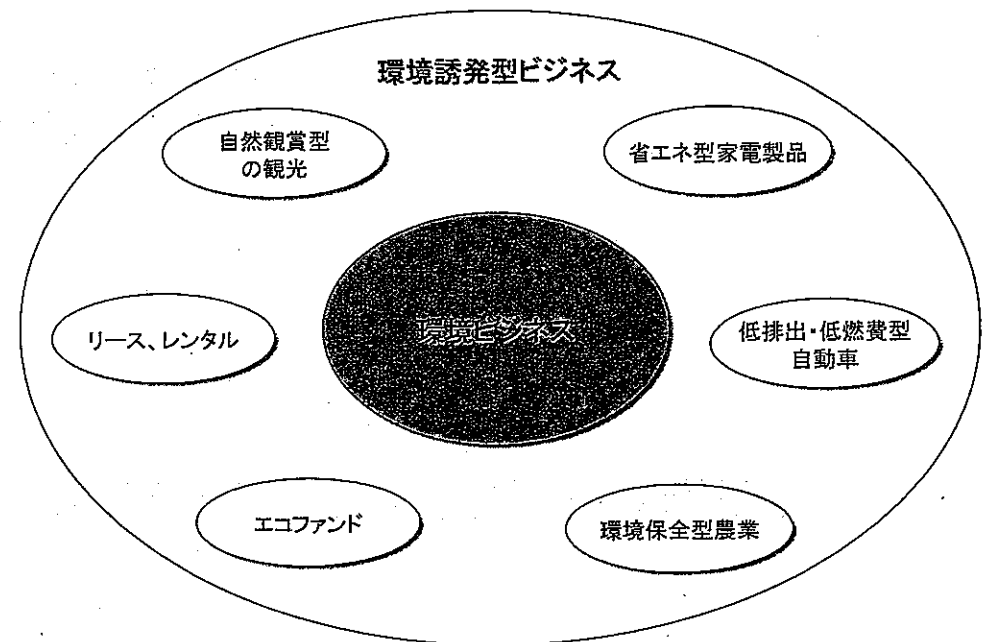 環境誘発型ビジネス
自然観賞型
の観光
省エネ型家電製品
環境ビジネス
リース、レンタル
低排出・低燃費型
自動車
エコファンド
環境保全型農業